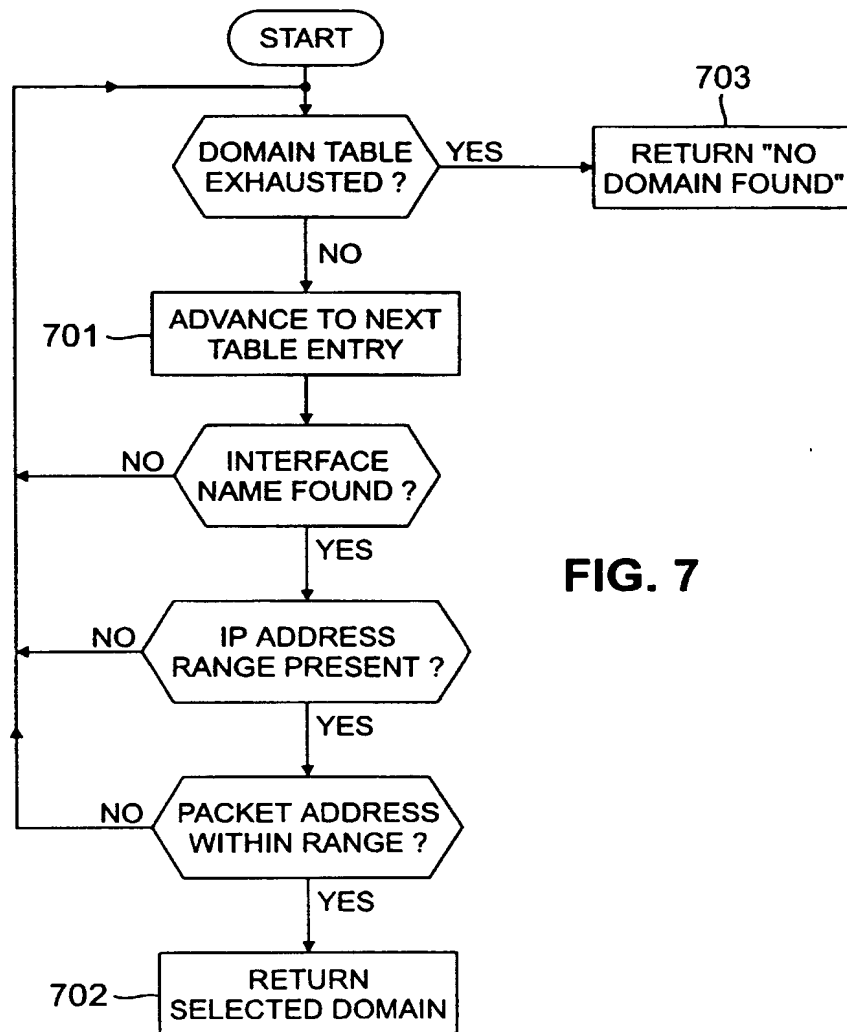 START
703
DOMAIN TABLE
EXHAUSTED ?
YES
RETURN "NO
DOMAIN FOUND"
NO
701
ADVANCE TO NEXT
TABLE ENTRY
NO
INTERFACE
NAME FOUND ?
YES
FIG. 7
NO
IP ADDRESS
RANGE PRESENT ?
YES
NO
PACKET ADDRESS
WITHIN RANGE ?
YES
702
RETURN
SELECTED DOMAIN